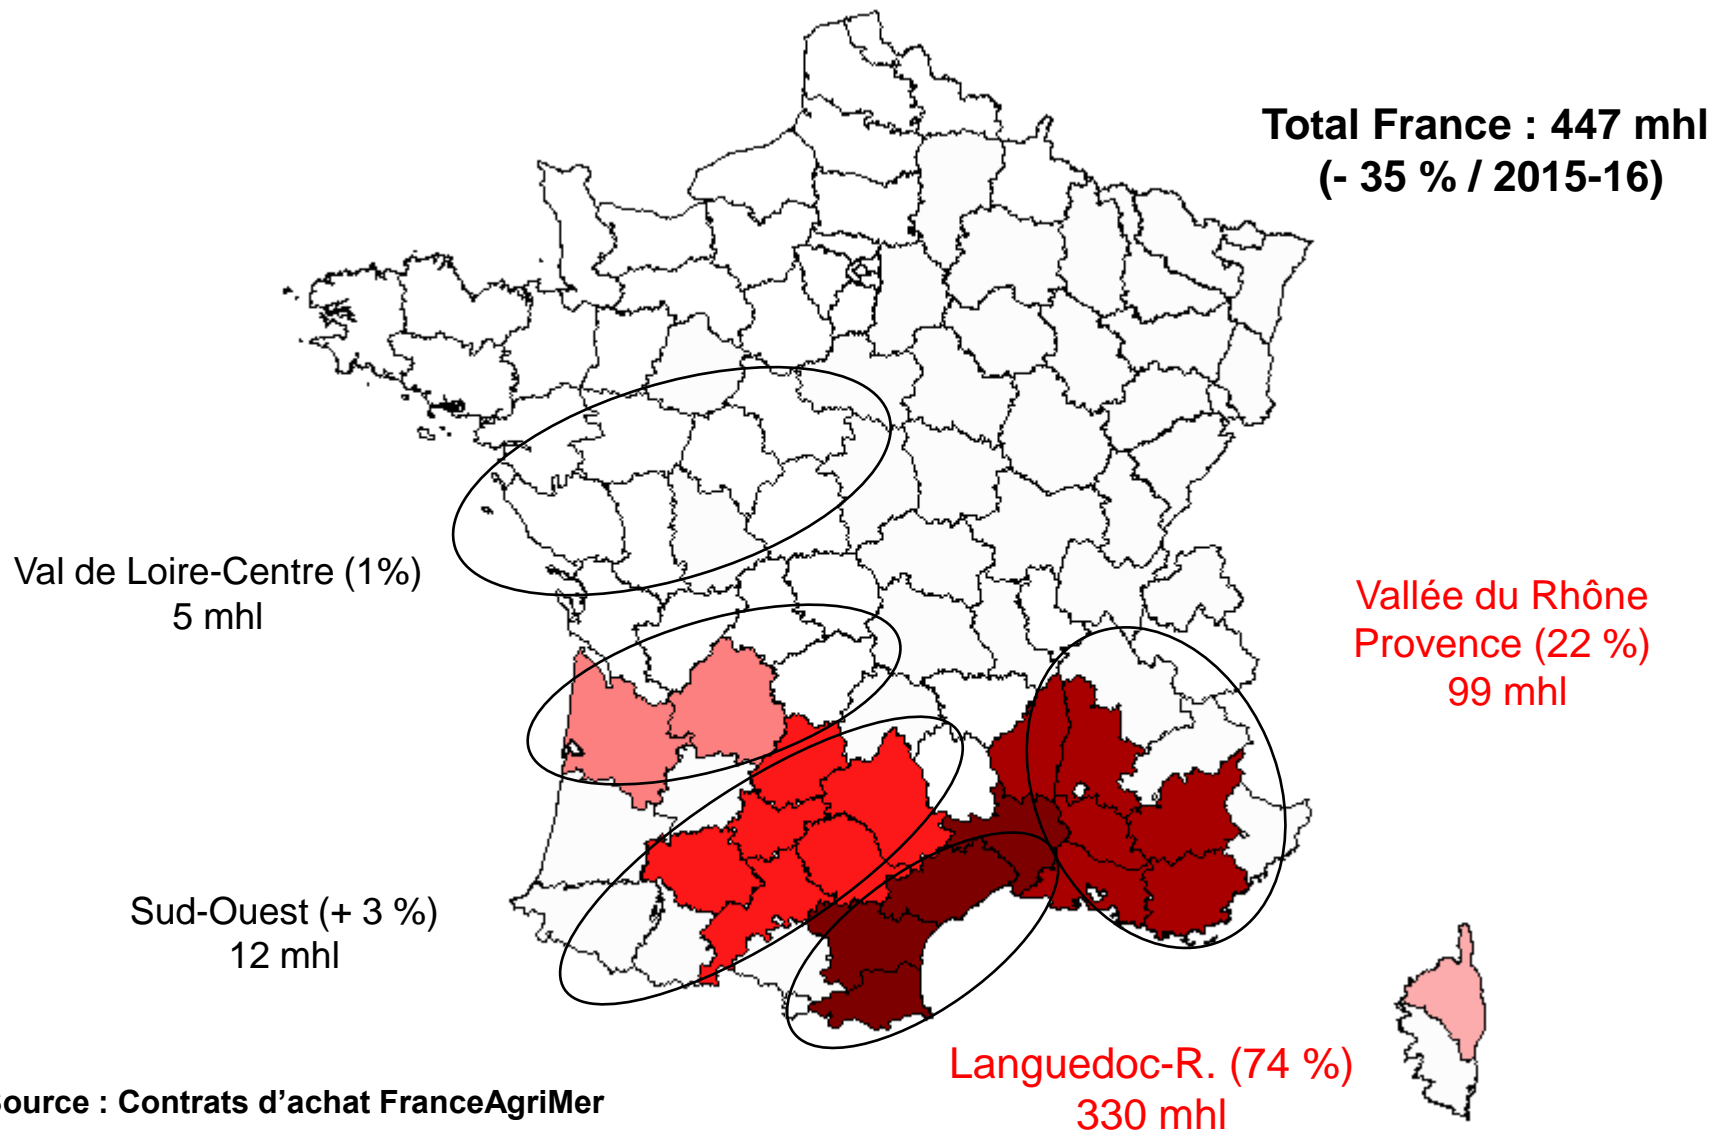 Total France : 447 mhl
(- 35 % / 2015-16)
Val de Loire-Centre (1%)
5 mhl
Vallée du Rhône
Provence (22 %)
99 mhl
Sud-Ouest (+ 3 %)
12 mhl
Languedoc-R. (74 %)
330 mhl
Source : Contrats d'achat FranceAgriMer